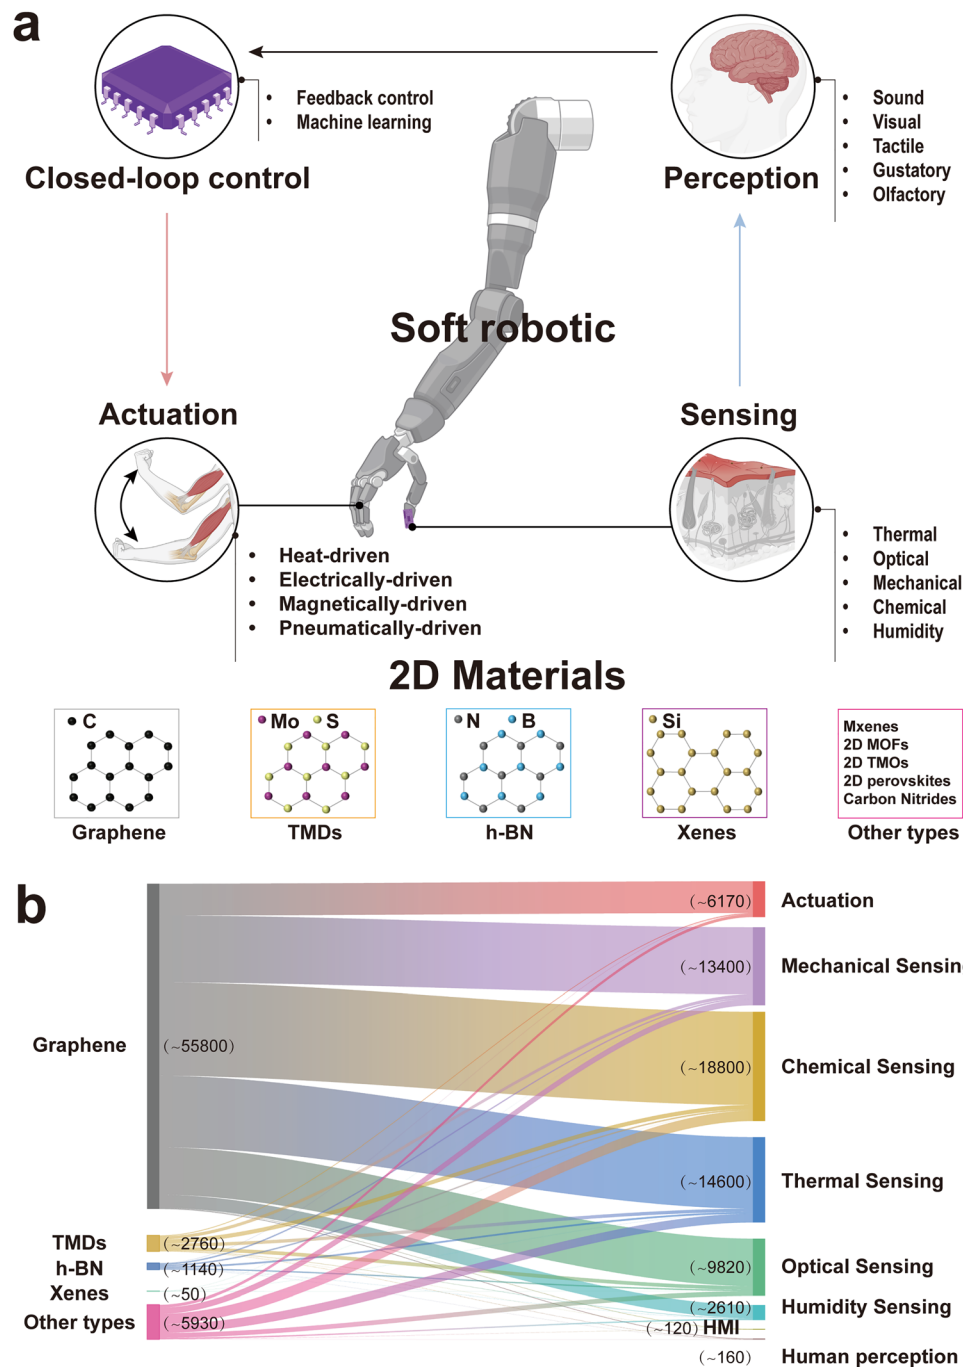 a
Feedback control
Machine learning
Closed-loop control
Perception
Sound
Visual
Tactile
Gustatory
Olfactory
Soft robotic
Actuation
Sensing
Heat-driven
Electrically-driven
Magnetically-driven
Pneumatically-driven
Thermal
Optical
Mechanical
Chemical
Humidity
2D Materials
C
Mo S
N B
Si
Mxenes
2D MOFs
2D TMOs
2D perovskites
Carbon Nitrides
Graphene
TMDs
h-BN
Xenes
Other types
b
(~6170) Actuation
(~13400) Mechanical Sensin
Graphene (~55800)
(~18800) Chemical Sensing
(~14600) Thermal Sensing
TMDs (~2760)
h-BN (~1140)
(~9820) Optical Sensing
Xenes (~50)
(~2610) Humidity Sensing
Other types (~5930)
(~120) HMI
(~160) Human perception